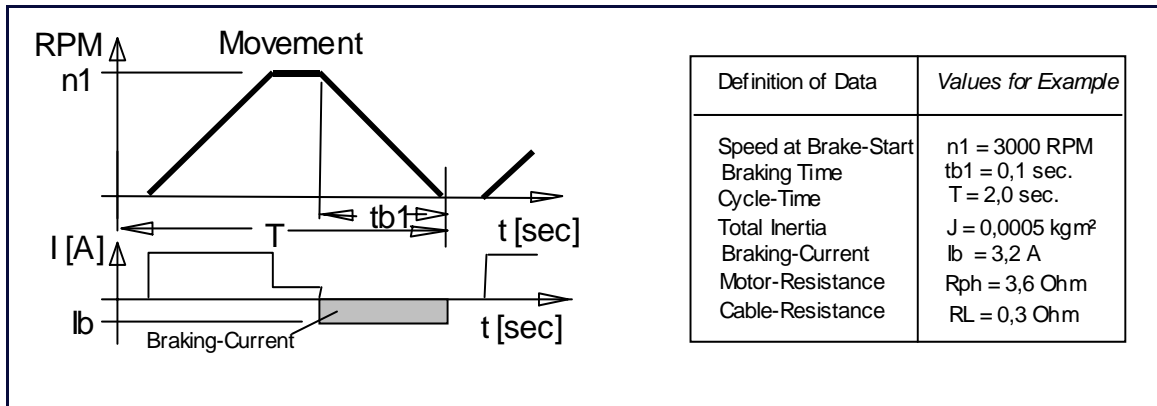 RPM
Movement
n1
tb1
T
t [sec]
I [A]
Ib
t [sec]
Braking-Current
Definition of Data Values for Example
Speed at Brake-Start n1 = 3000 RPM
Braking Time tb1 = 0,1 sec.
Cycle-Time T = 2,0 sec.
Total Inertia J = 0,0005 kgm²
Braking-Current Ib = 3,2 A
Motor-Resistance Rph = 3,6 Ohm
Cable-Resistance RL = 0,3 Ohm